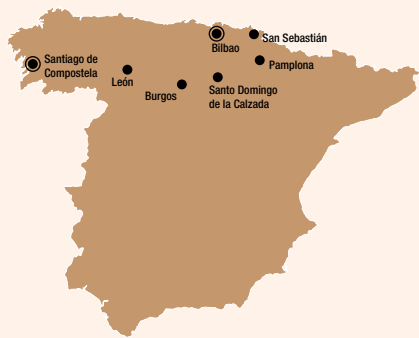 San Sebastián
Bilbao
Santiago de
Compostela
Pamplona
León
Burgos
Santo Domingo
de la Calzada